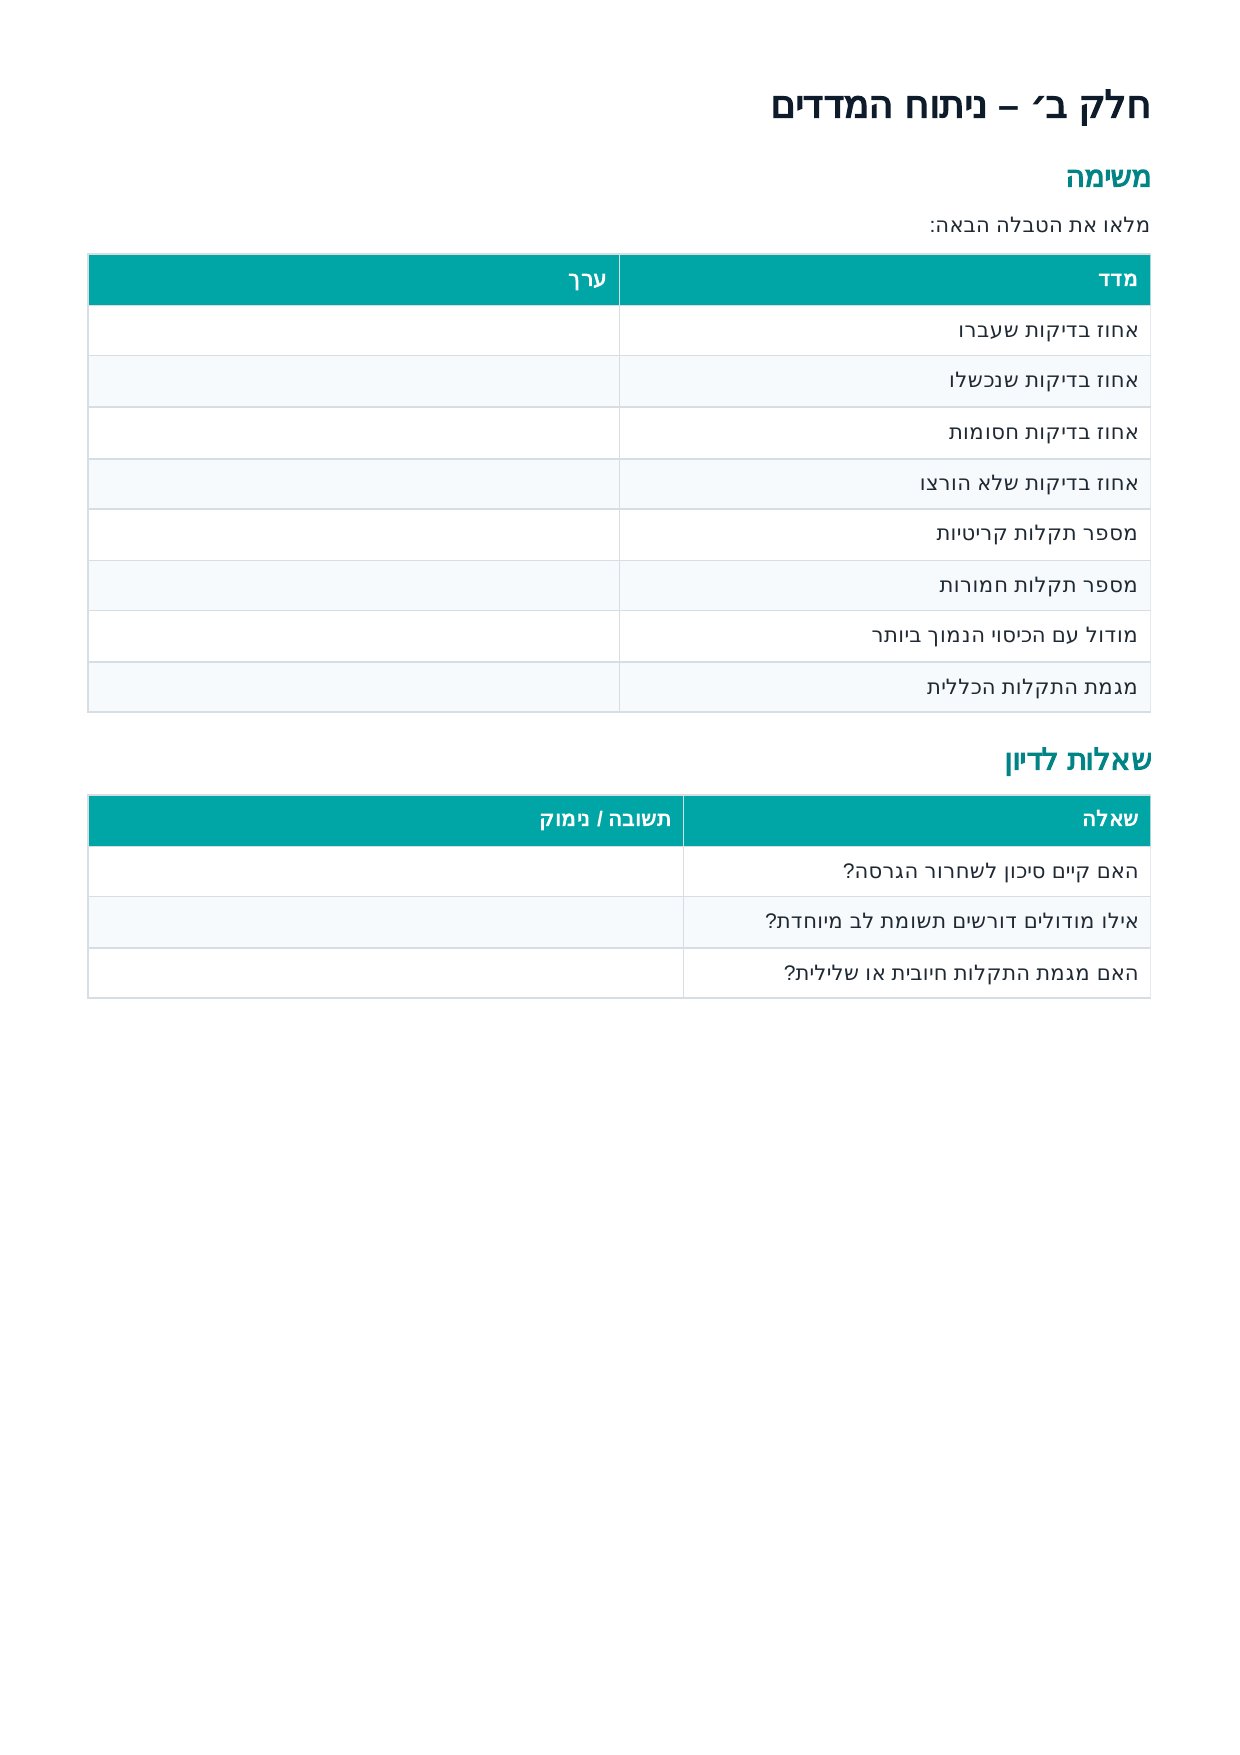 חלק ב׳ – ניתוח המדדים
משימה
מלאו את הטבלה הבאה:
מדד ערך
אחוז בדיקות שעברו
אחוז בדיקות שנכשלו
אחוז בדיקות חסומות
אחוז בדיקות שלא הורצו
מספר תקלות קריטיות
מספר תקלות חמורות
מודול עם הכיסוי הנמוך ביותר
מגמת התקלות הכללית
שאלות לדיון
שאלה תשובה / נימוק
האם קיים סיכון לשחרור הגרסה?
אילו מודולים דורשים תשומת לב מיוחדת?
האם מגמת התקלות חיובית או שלילית?